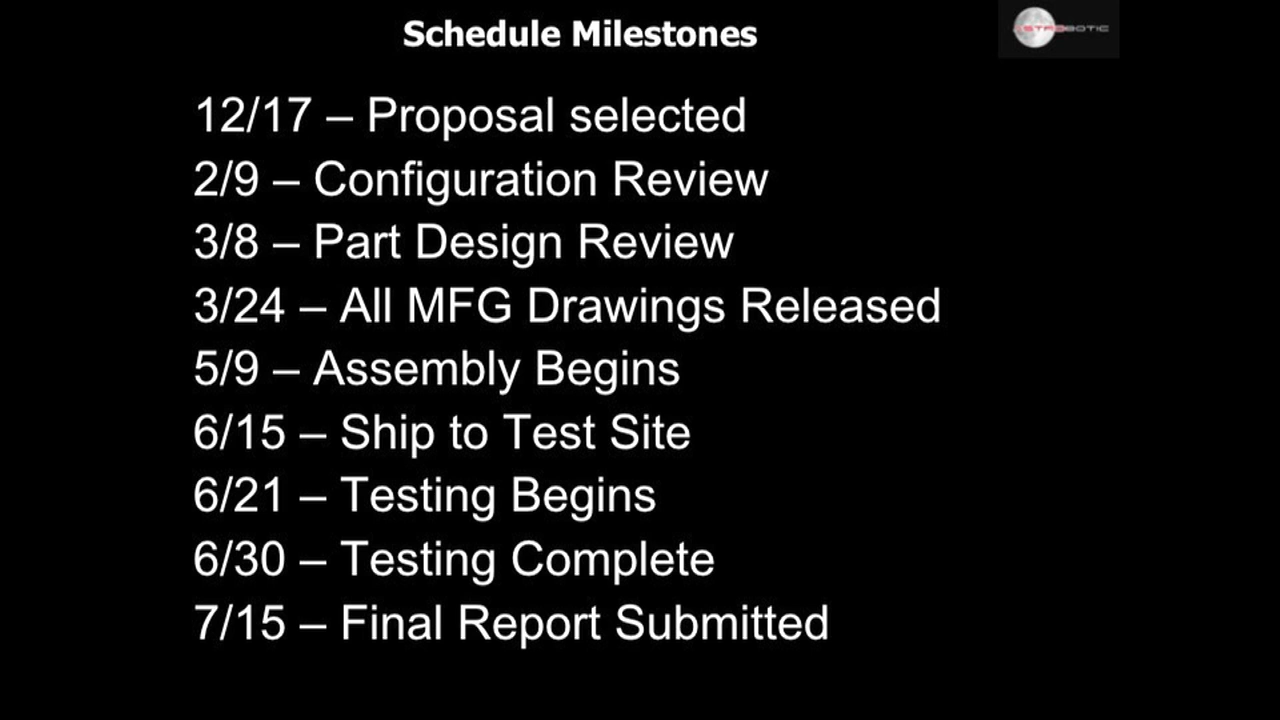 Schedule Milestones
ASTROBOTIC
12/17 – Proposal selected
2/9 – Configuration Review
3/8 – Part Design Review
3/24 – All MFG Drawings Released
5/9 – Assembly Begins
6/15 – Ship to Test Site
6/21 – Testing Begins
6/30 – Testing Complete
7/15 – Final Report Submitted